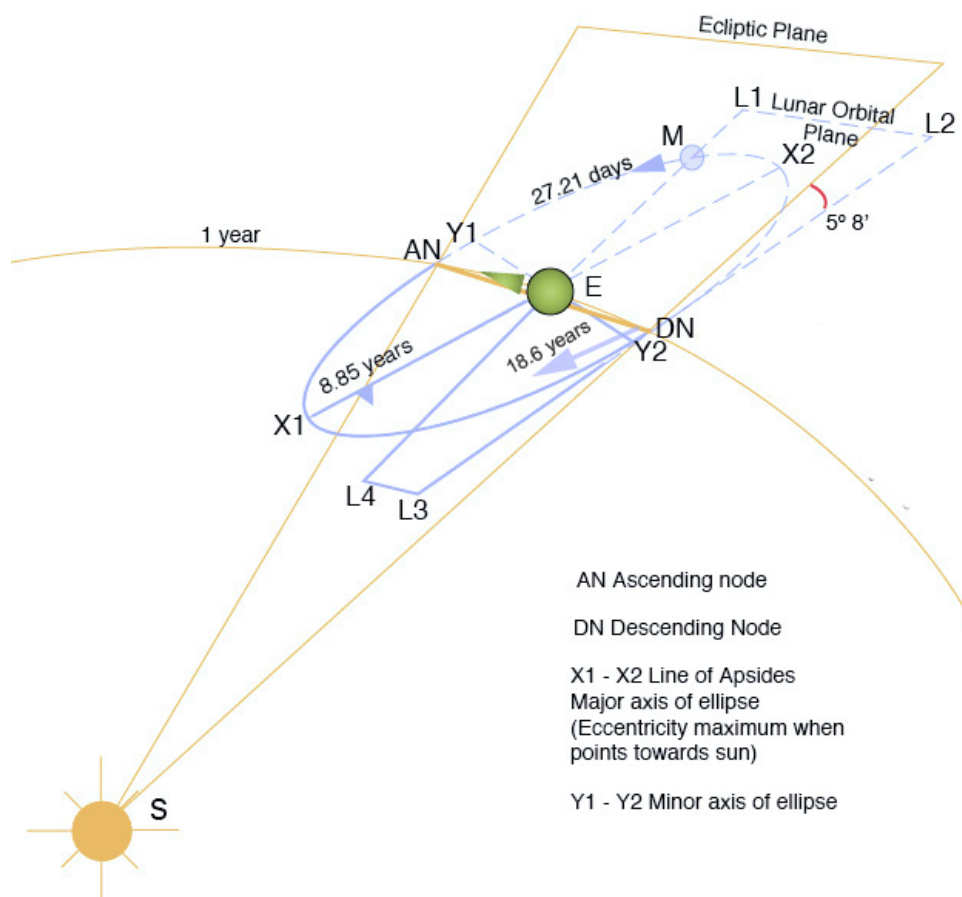 Ecliptic Plane
L1
Lunar Orbital
Plane
L2
M
X2
27.21 days
5º 8’
1 year
AN
Y1
E
DN
Y2
18.6 years
8.85 years
X1
L4
L3
AN Ascending node
DN Descending Node
X1 - X2 Line of Apsides
Major axis of ellipse
(Eccentricity maximum when
points towards sun)
Y1 - Y2 Minor axis of ellipse
S